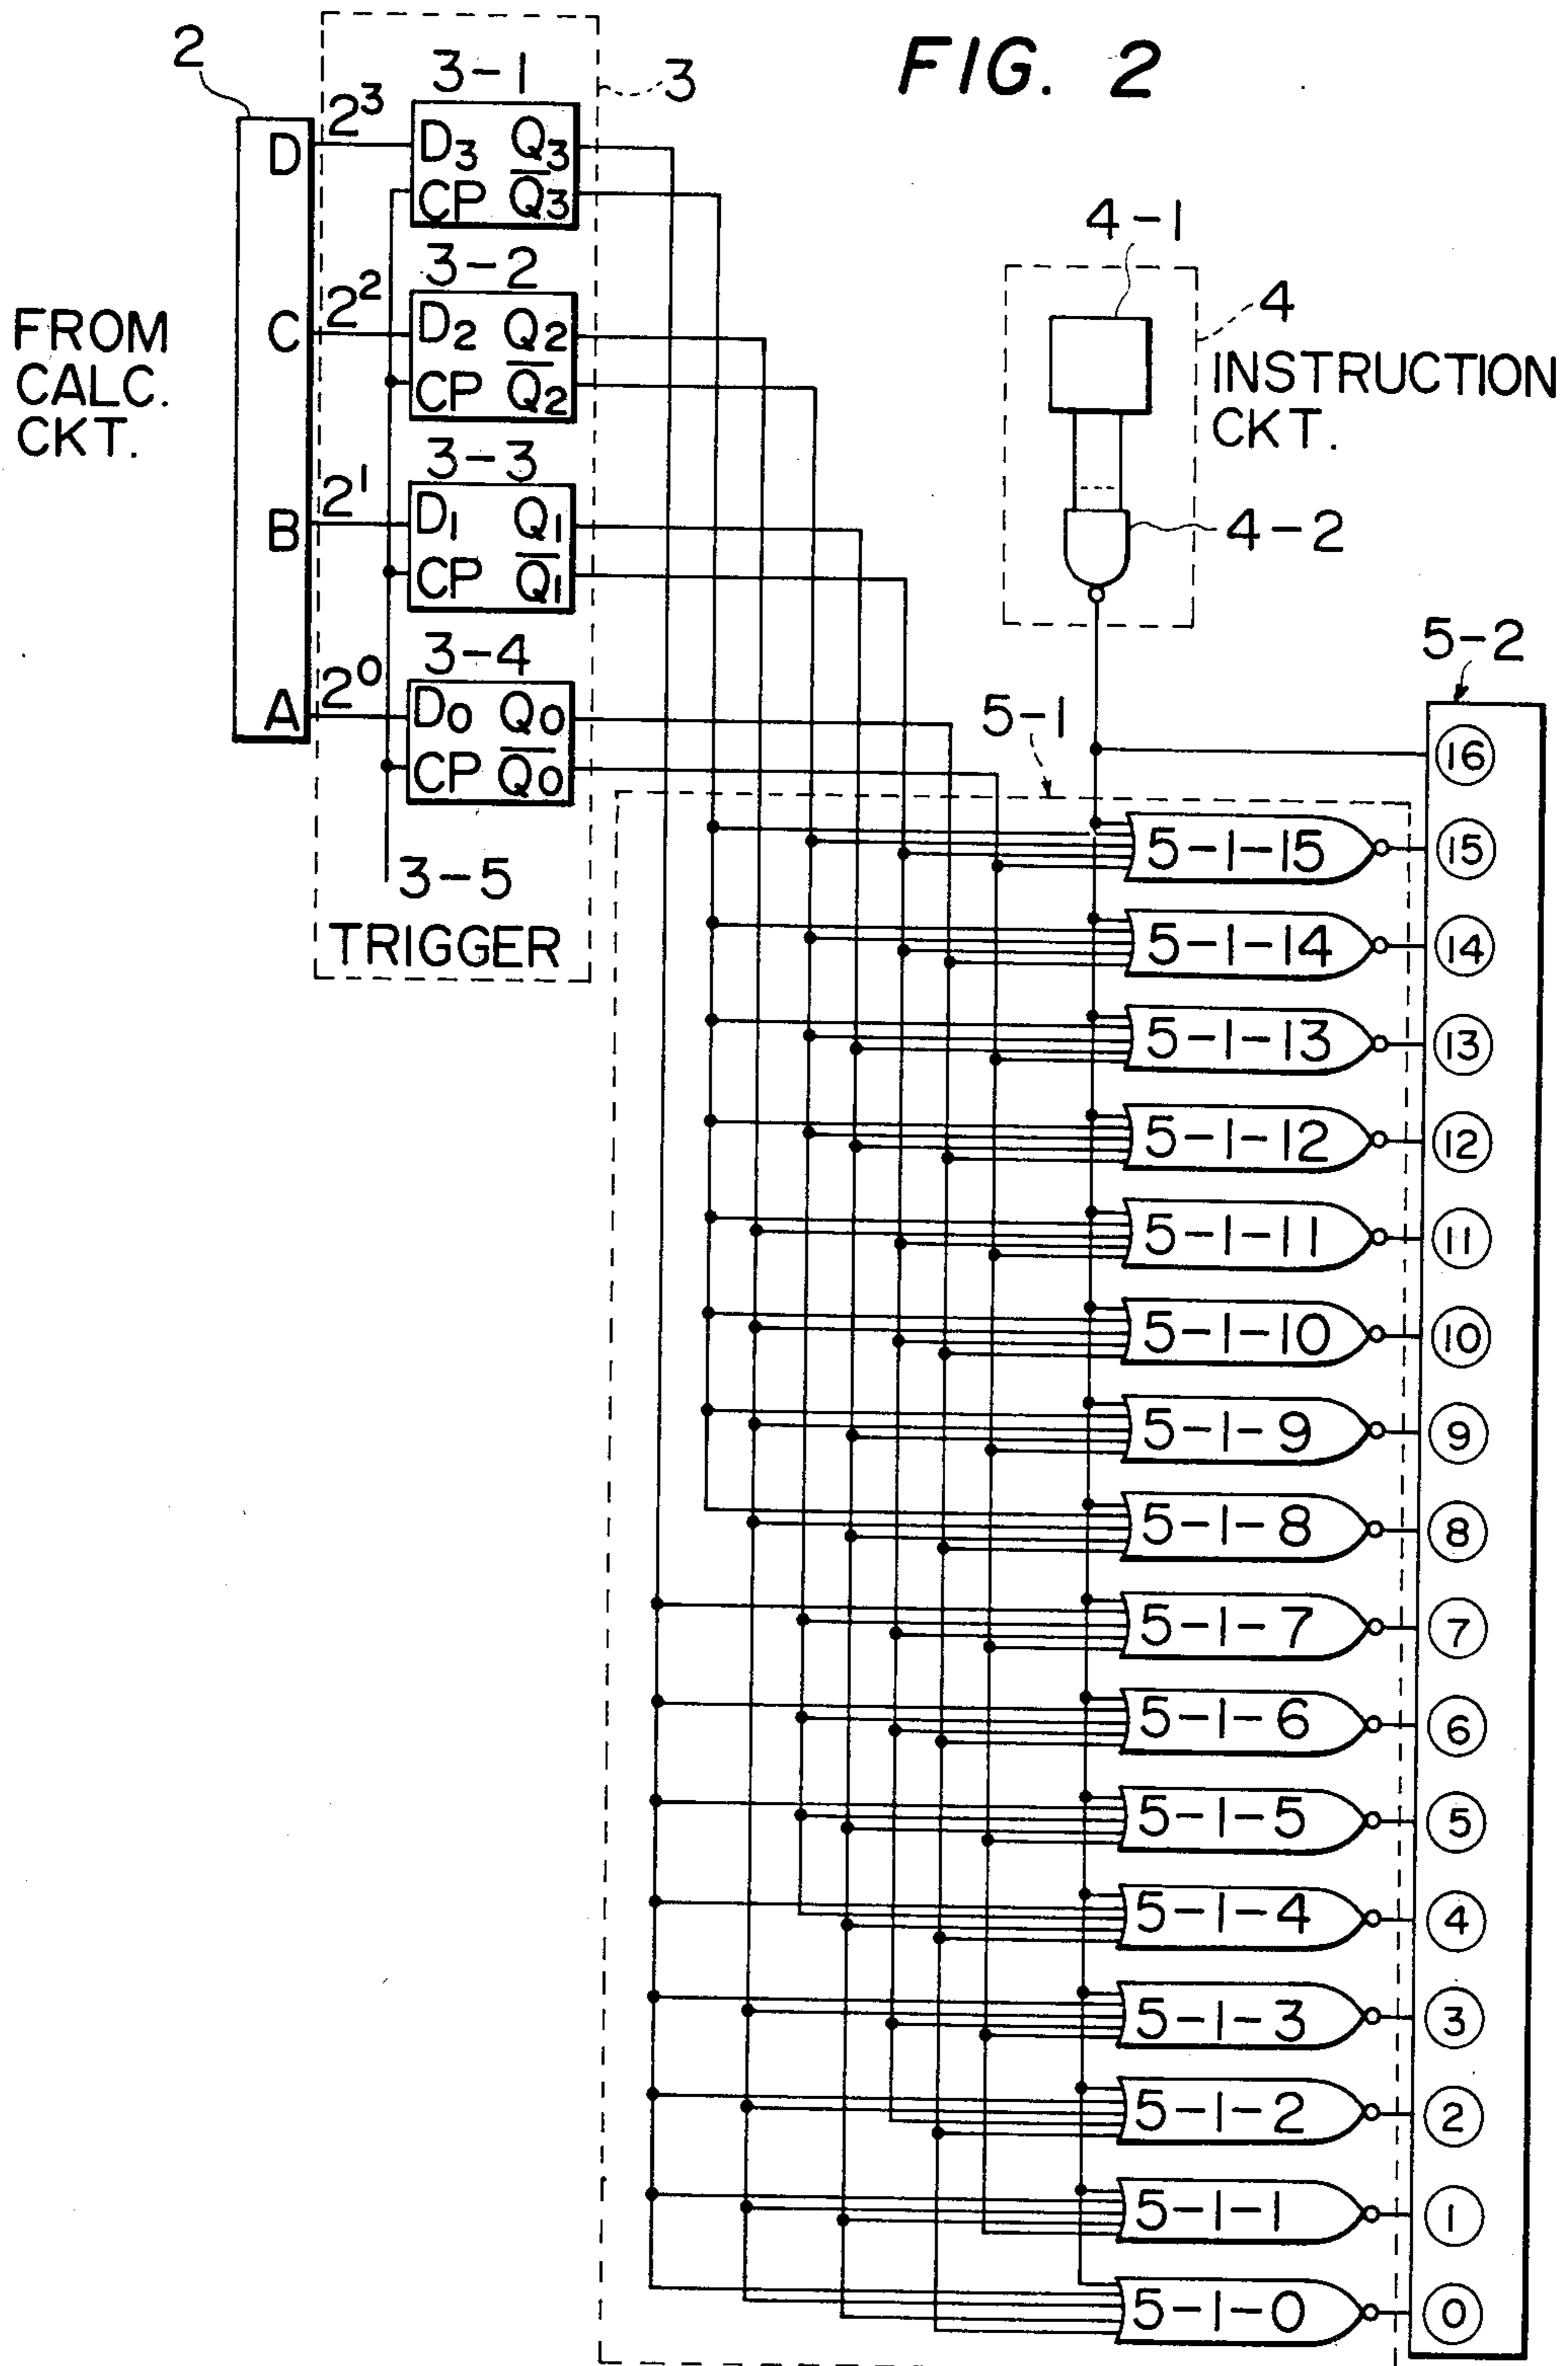 FIG. 2
2
3
3-1
D
2³
D₃ Q₃
CP Q̅₃
3-2
C
2²
D₂ Q₂
CP Q̅₂
FROM
CALC.
CKT.
3-3
B
2¹
D₁ Q₁
CP Q̅₁
3-4
A
2⁰
D₀ Q₀
CP Q̅₀
3-5
TRIGGER
4-1
4
INSTRUCTION
CKT.
4-2
5-2
5-1
16
5-1-15 15
5-1-14 14
5-1-13 13
5-1-12 12
5-1-11 11
5-1-10 10
5-1-9 9
5-1-8 8
5-1-7 7
5-1-6 6
5-1-5 5
5-1-4 4
5-1-3 3
5-1-2 2
5-1-1 1
5-1-0 0